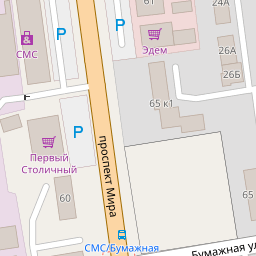 61
24А
P
P
СМС
Эдем
26А
26Б
65 к1
P
проспект Мира
Первый
Столичный
60
65
СМС/Бумажная
Бумажная ул